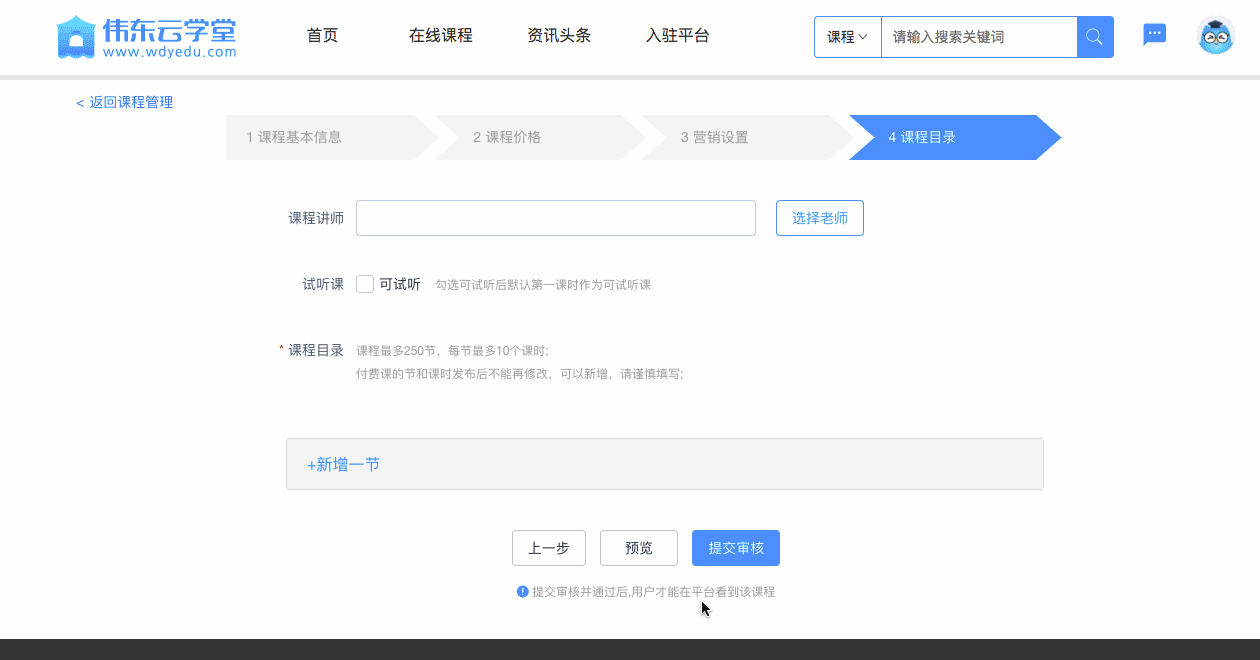 伟东云学堂
www.wdyedu.com
首页 在线课程 资讯头条 入驻平台 课程 请输入搜索关键词
< 返回课程管理
1 课程基本信息 2 课程价格 3 营销设置 4 课程目录
课程讲师 选择老师
试听课 可试听 勾选可试听后默认第一课时作为可试听课
* 课程目录 课程最多250节，每节最多10个课时;
付费课的节和课时发布后不能再修改，可以新增，请谨慎填写;
+新增一节
上一步 预览 提交审核
提交审核并通过后,用户才能在平台看到该课程